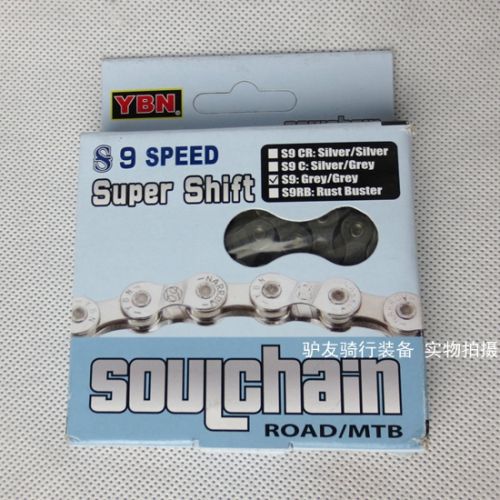 YBN
S 9 SPEED
Super Shift
S9 CR: Silver/Silver
S9 C: Silver/Grey
S9: Grey/Grey
S9RB: Rust Buster
驴友骑行装备 实物拍摄
SOULChain
ROAD/MTB